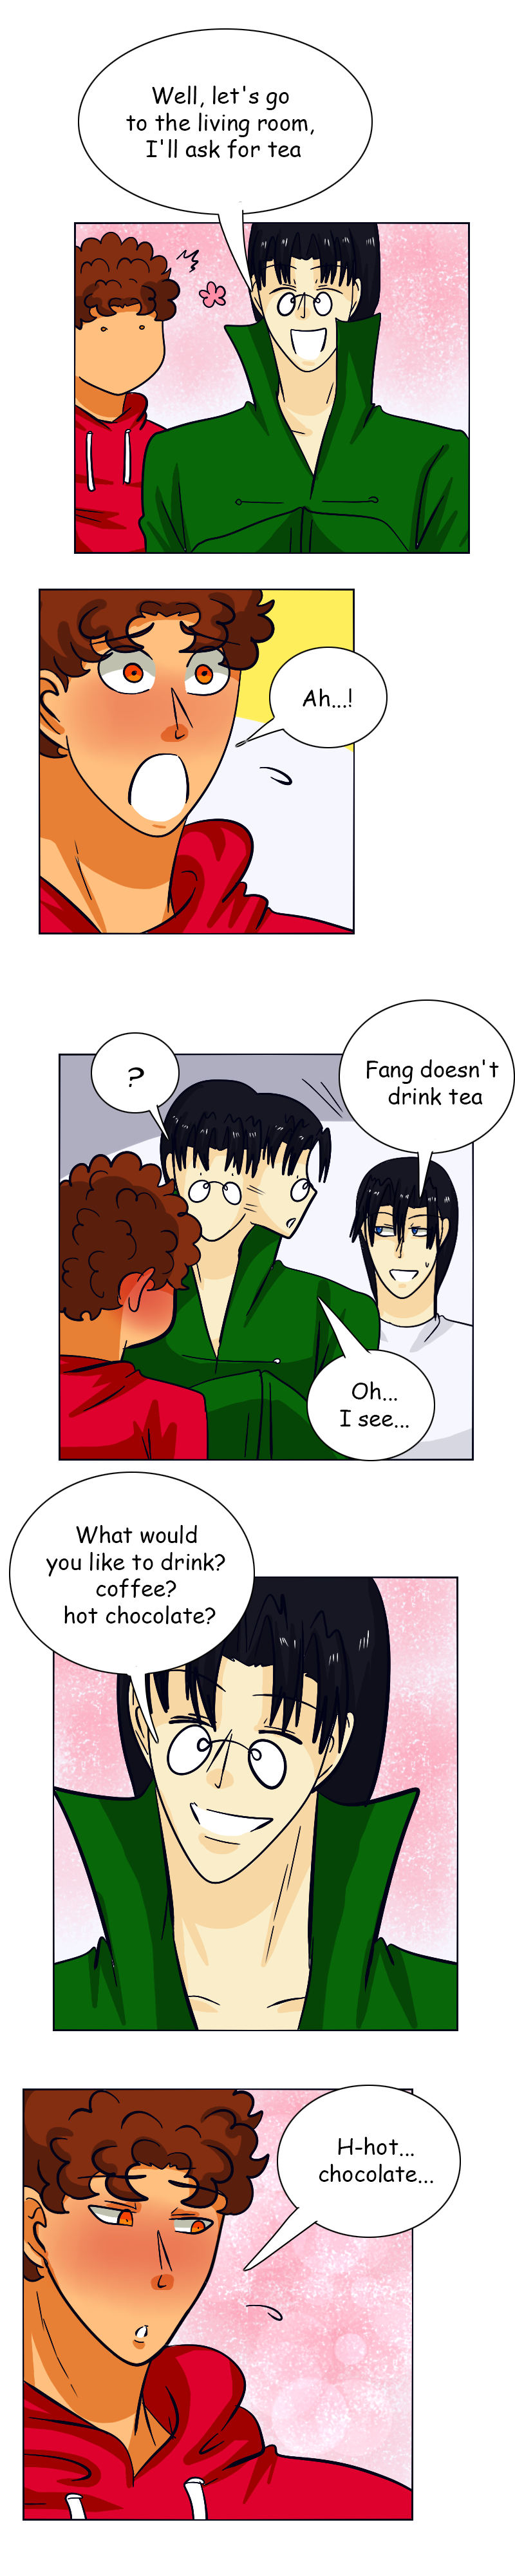 Well, let's go
to the living room,
I'll ask for tea
Ah...!
?
Fang doesn't
drink tea
Oh...
I see...
What would
you like to drink?
coffee?
hot chocolate?
H-hot...
chocolate...